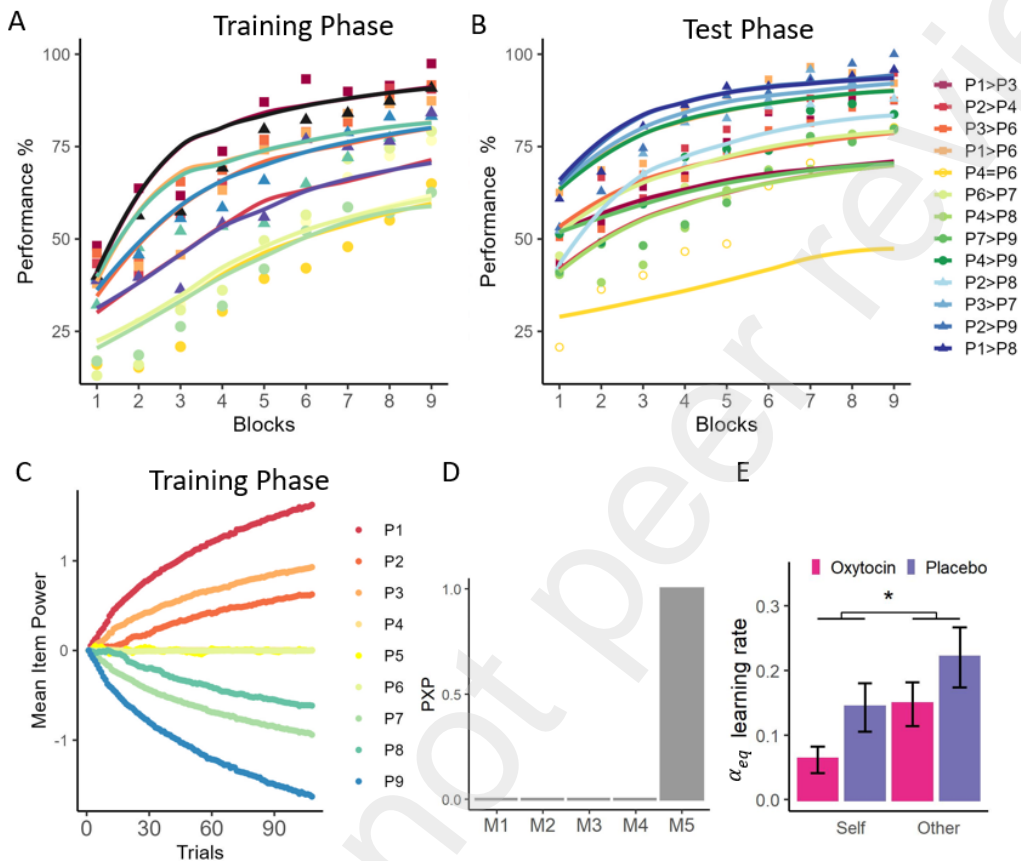 A
Training Phase
Performance %
100
75
50
25
1 2 3 4 5 6 7 8 9
Blocks
B
Test Phase
Performance %
100
75
50
25
1 2 3 4 5 6 7 8 9
Blocks
P1>P3
P2>P4
P3>P6
P1>P6
P4=P6
P6>P7
P4>P8
P7>P9
P4>P9
P2>P8
P3>P7
P2>P9
P1>P8
C
Training Phase
Mean Item Power
1
0
-1
0 30 60 90
Trials
P1
P2
P3
P4
P5
P6
P7
P8
P9
D
PXP
1.0
0.5
0.0
M1 M2 M3 M4 M5
E
Oxytocin Placebo
*
αeq learning rate
0.3
0.2
0.1
0.0
Self Other
not peer revie